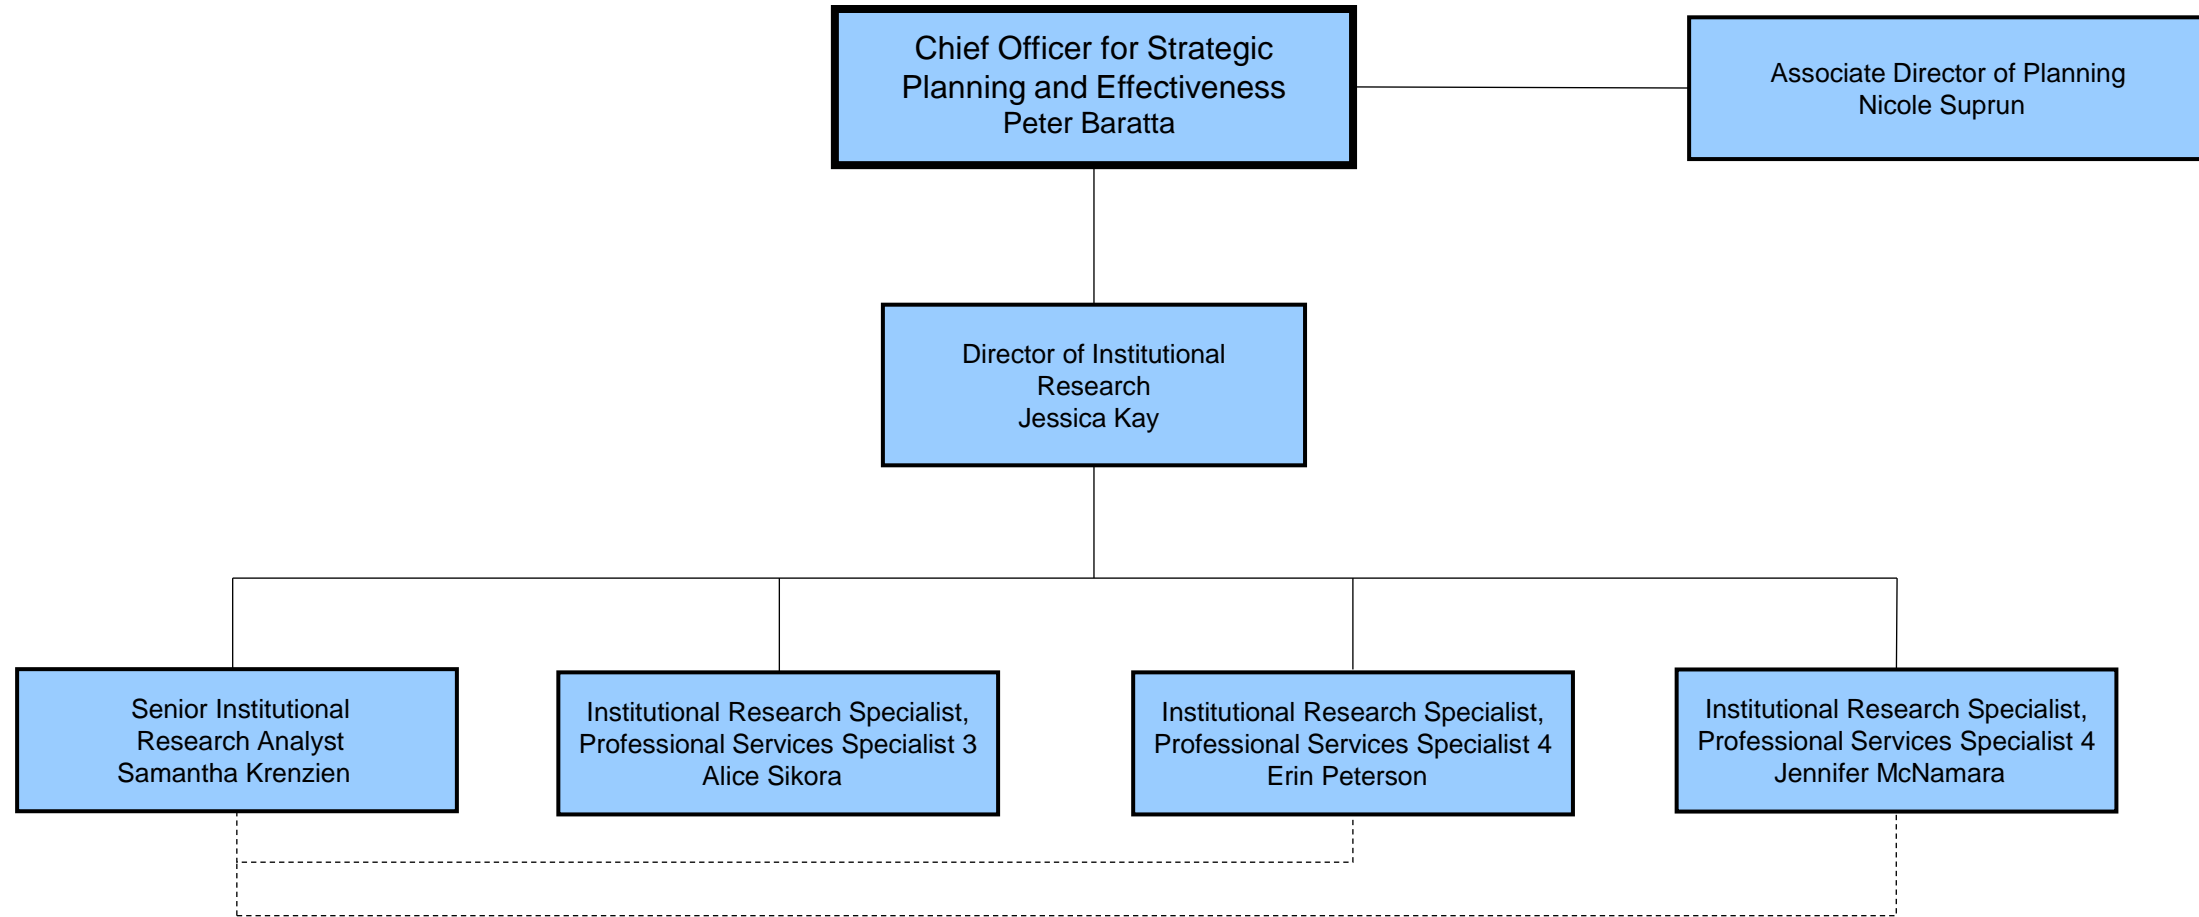 Chief Officer for Strategic
Planning and Effectiveness
Peter Baratta
Associate Director of Planning
Nicole Suprun
Director of Institutional
Research
Jessica Kay
Senior Institutional
Research Analyst
Samantha Krenzien
Institutional Research Specialist,
Professional Services Specialist 3
Alice Sikora
Institutional Research Specialist,
Professional Services Specialist 4
Erin Peterson
Institutional Research Specialist,
Professional Services Specialist 4
Jennifer McNamara